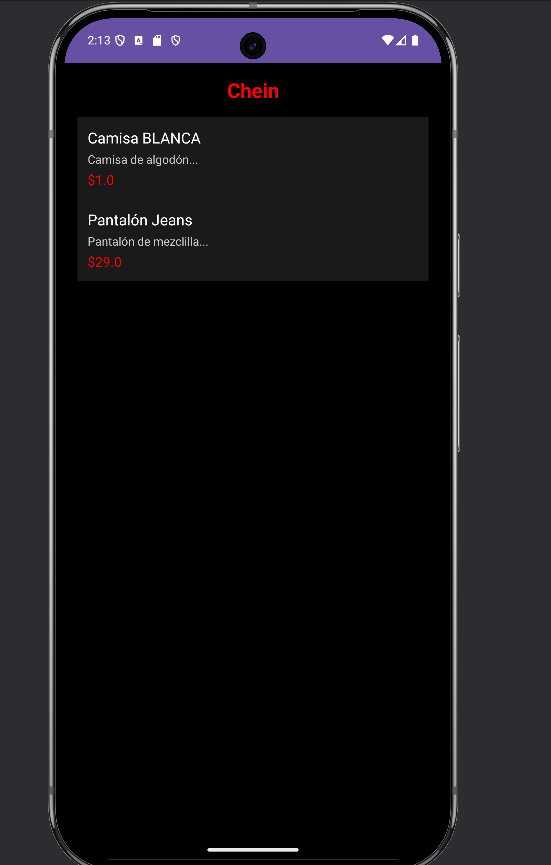 2:13
Chein
Camisa BLANCA
Camisa de algodón...
$1.0
Pantalón Jeans
Pantalón de mezclilla...
$29.0